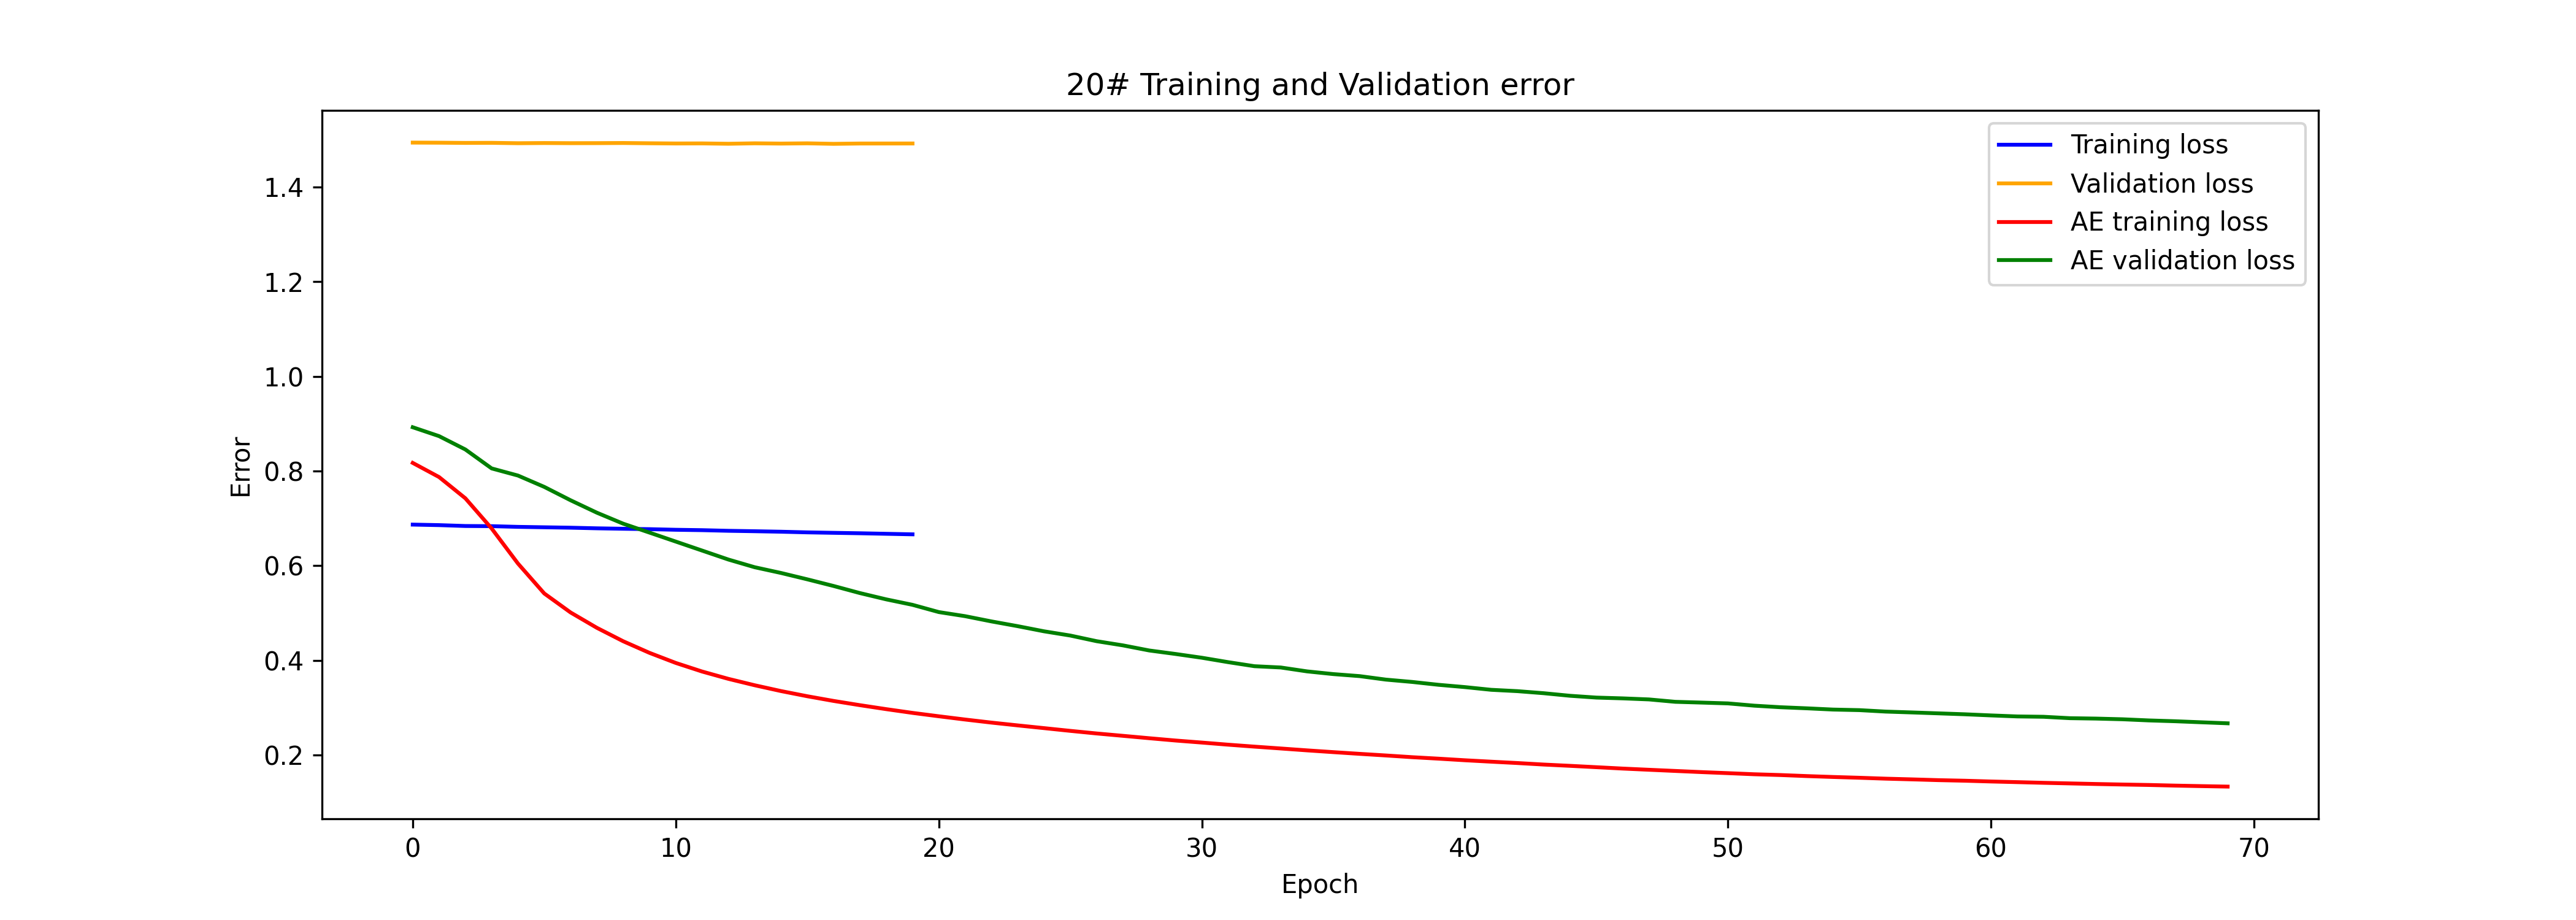 20# Training and Validation error
Training loss
Validation loss
AE training loss
AE validation loss
1.4
1.2
1.0
0.8
0.6
0.4
0.2
Error
0 10 20 30 40 50 60 70
Epoch